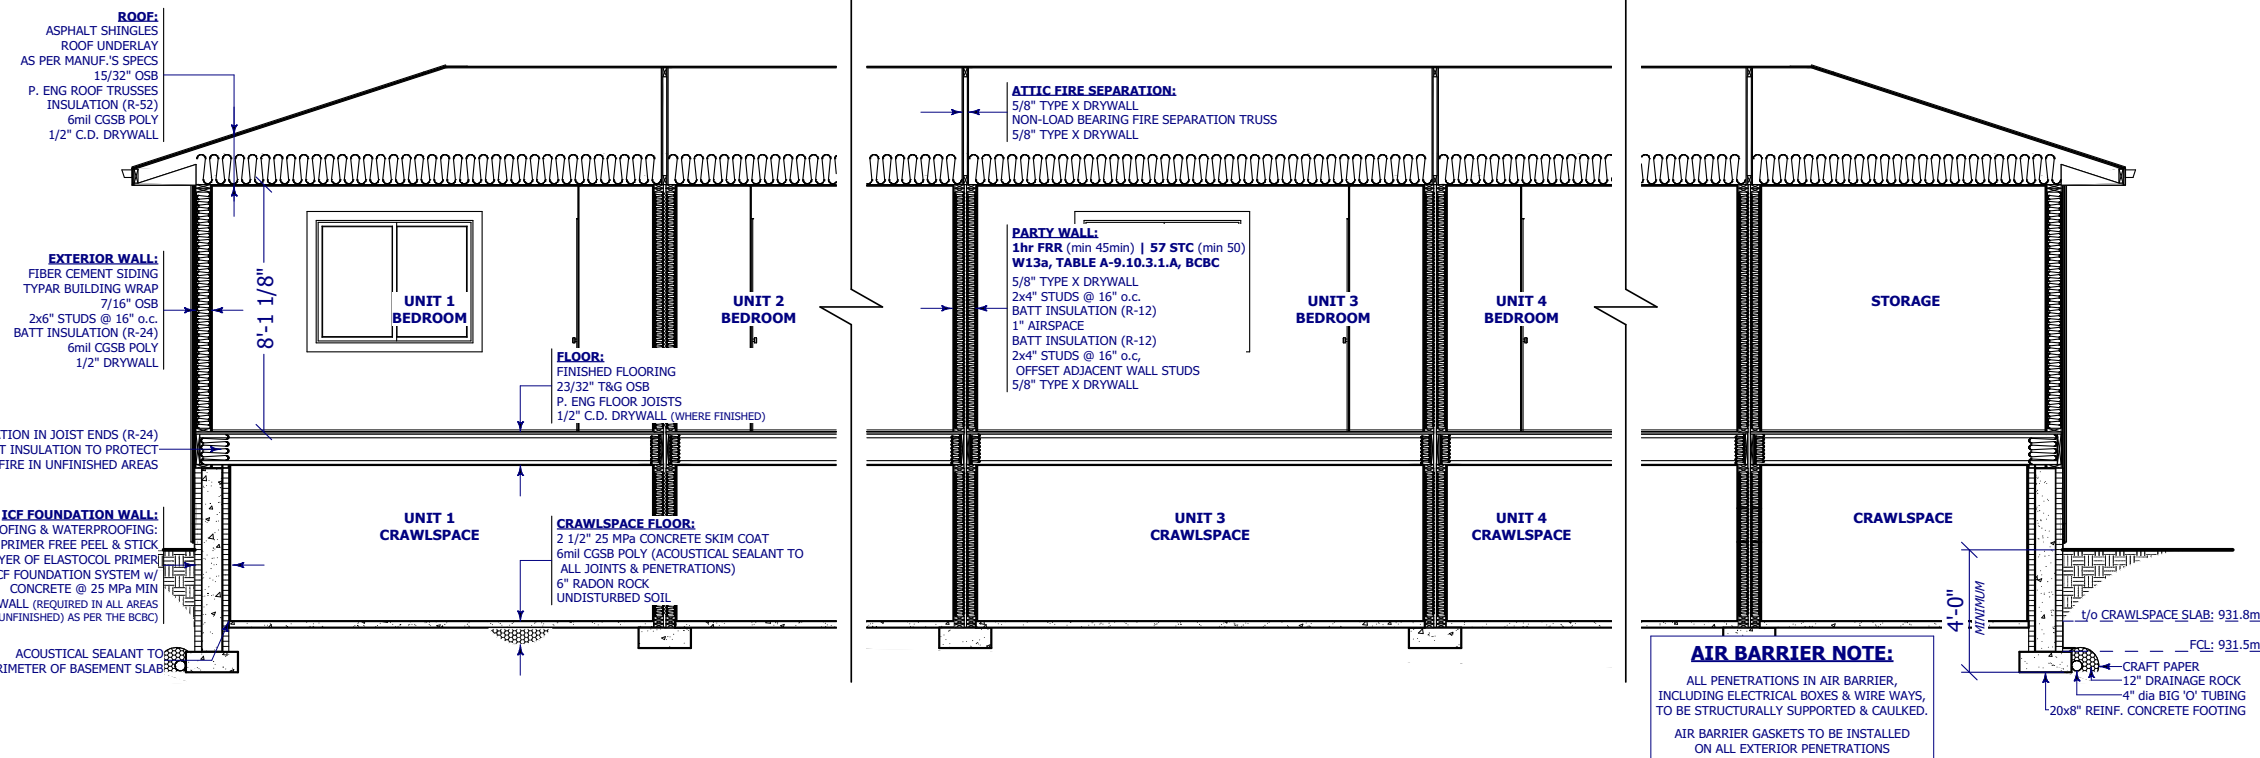 ROOF:
ASPHALT SHINGLES
ROOF UNDERLAY
AS PER MANUF.'S SPECS
15/32" OSB
P. ENG ROOF TRUSSES
INSULATION (R-52)
6mil CGSB POLY
1/2" C.D. DRYWALL
EXTERIOR WALL:
FIBER CEMENT SIDING
TYPAR BUILDING WRAP
7/16" OSB
2x6" STUDS @ 16" o.c.
BATT INSULATION (R-24)
6mil CGSB POLY
1/2" DRYWALL
8'-1 1/8"
IN JOIST ENDS (R-24)
INSULATION TO PROTECT
FIRE IN UNFINISHED AREAS
ICF FOUNDATION WALL:
& WATERPROOFING:
PRIMER FREE PEEL & STICK
OF ELASTOCOL PRIMER
FOUNDATION SYSTEM w/
CONCRETE @ 25 MPa MIN
(REQUIRED IN ALL AREAS
UNFINISHED) AS PER THE BCBC)
ACOUSTICAL SEALANT TO
OF BASEMENT SLAB
UNIT 1
BEDROOM
UNIT 2
BEDROOM
FLOOR:
FINISHED FLOORING
23/32" T&G OSB
P. ENG FLOOR JOISTS
1/2" C.D. DRYWALL (WHERE FINISHED)
UNIT 1
CRAWLSPACE
CRAWLSPACE FLOOR:
2 1/2" 25 MPa CONCRETE SKIM COAT
6mil CGSB POLY (ACOUSTICAL SEALANT TO
ALL JOINTS & PENETRATIONS)
6" RADON ROCK
UNDISTURBED SOIL
ATTIC FIRE SEPARATION:
5/8" TYPE X DRYWALL
NON-LOAD BEARING FIRE SEPARATION TRUSS
5/8" TYPE X DRYWALL
PARTY WALL:
1hr FRR (min 45min) | 57 STC (min 50)
W13a, TABLE A-9.10.3.1.A, BCBC
5/8" TYPE X DRYWALL
2x4" STUDS @ 16" o.c.
BATT INSULATION (R-12)
1" AIRSPACE
BATT INSULATION (R-12)
2x4" STUDS @ 16" o.c,
OFFSET ADJACENT WALL STUDS
5/8" TYPE X DRYWALL
UNIT 3
BEDROOM
UNIT 4
BEDROOM
UNIT 3
CRAWLSPACE
UNIT 4
CRAWLSPACE
STORAGE
CRAWLSPACE
4'-0"
MINIMUM
t/o CRAWLSPACE SLAB: 931.8m
FCL: 931.5m
CRAFT PAPER
12" DRAINAGE ROCK
4" dia BIG 'O' TUBING
20x8" REINF. CONCRETE FOOTING
AIR BARRIER NOTE:
ALL PENETRATIONS IN AIR BARRIER,
INCLUDING ELECTRICAL BOXES & WIRE WAYS,
TO BE STRUCTURALLY SUPPORTED & CAULKED.
AIR BARRIER GASKETS TO BE INSTALLED
ON ALL EXTERIOR PENETRATIONS